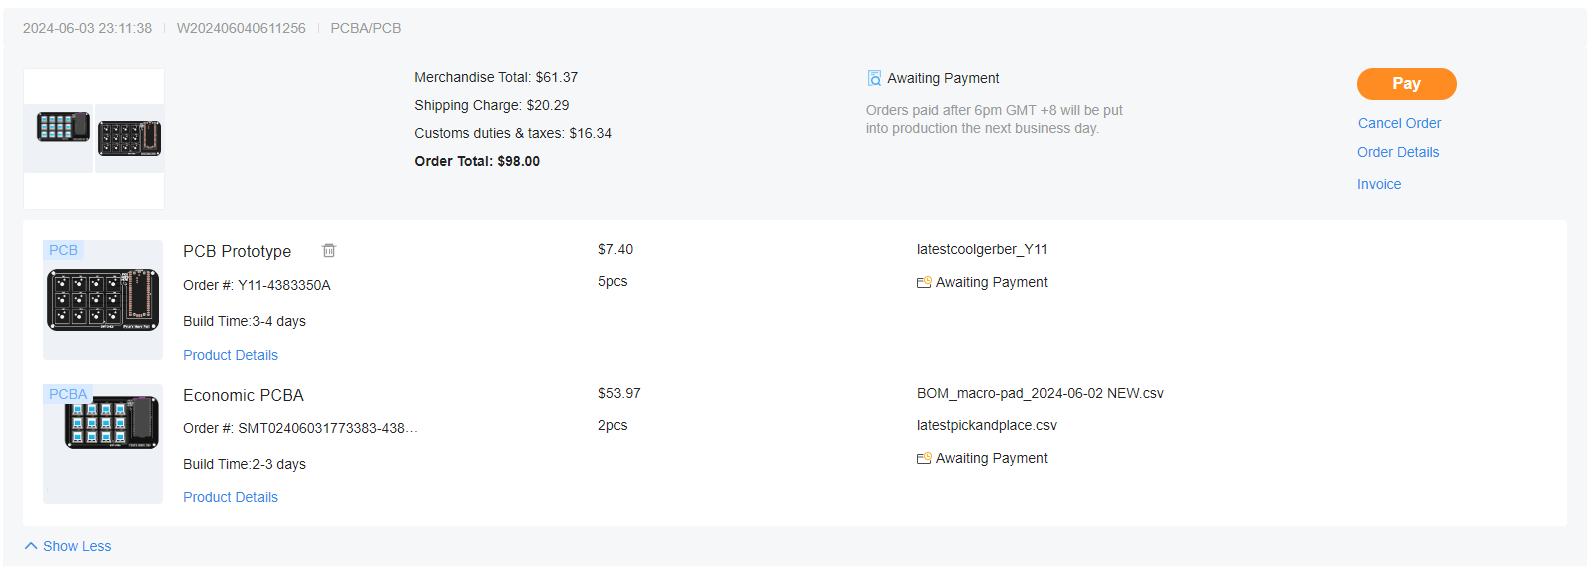 2024-06-03 23:11:38 W202406040611256 PCBA/PCB
Merchandise Total: $61.37
Shipping Charge: $20.29
Customs duties & taxes: $16.34
Order Total: $98.00
Awaiting Payment
Orders paid after 6pm GMT +8 will be put
into production the next business day.
Pay
Cancel Order
Order Details
Invoice
PCB
PCB Prototype
Order #: Y11-4383350A
Build Time:3-4 days
Product Details
$7.40
5pcs
latestcoolgerber_Y11
Awaiting Payment
PCBA
Economic PCBA
Order #: SMT02406031773383-438...
Build Time:2-3 days
Product Details
$53.97
2pcs
BOM_macro-pad_2024-06-02 NEW.csv
latestpickandplace.csv
Awaiting Payment
Show Less